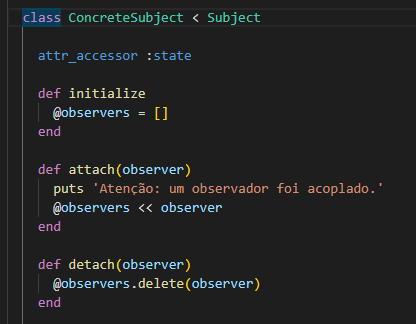 class ConcreteSubject < Subject
attr_accessor :state
def initialize
@observers = []
end
def attach(observer)
puts 'Atenção: um observador foi acoplado.'
@observers << observer
end
def detach(observer)
@observers.delete(observer)
end